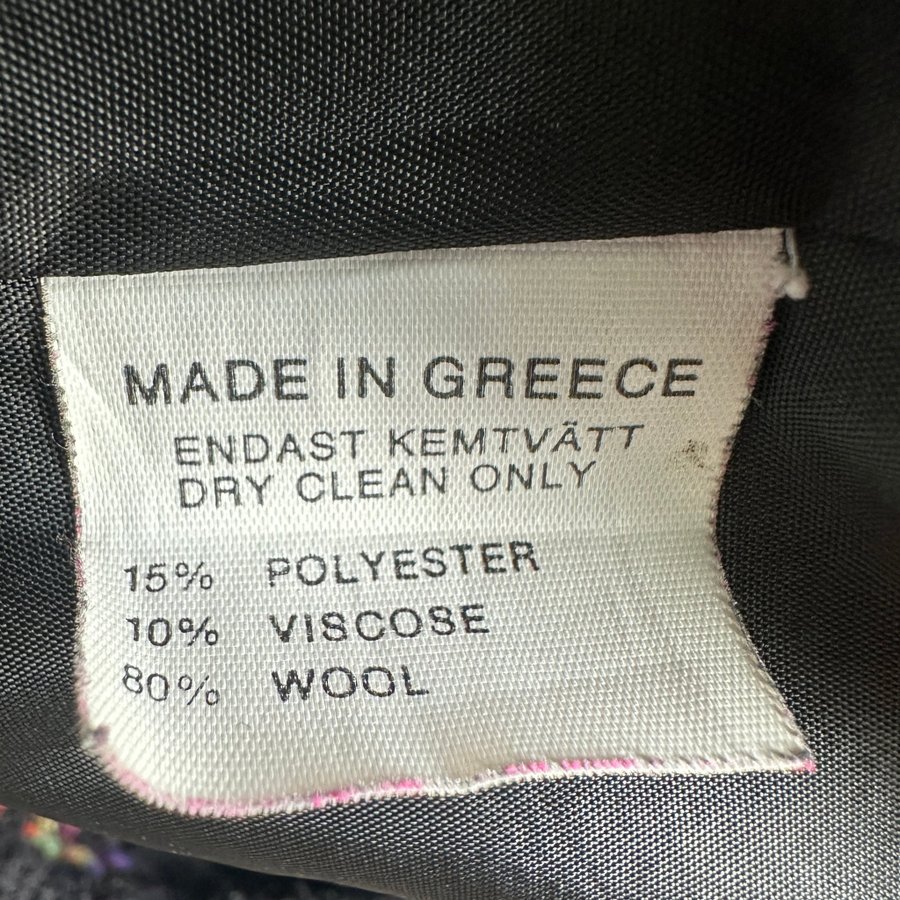 MADE IN GREECE
ENDAST KEMTVÄTT
DRY CLEAN ONLY
15% POLYESTER
10% VISCOSE
80% WOOL